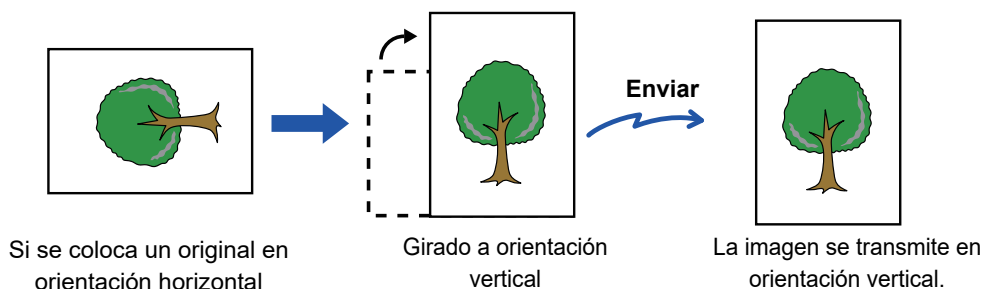 Enviar
Si se coloca un original en
orientación horizontal
Girado a orientación
vertical
La imagen se transmite en
orientación vertical.